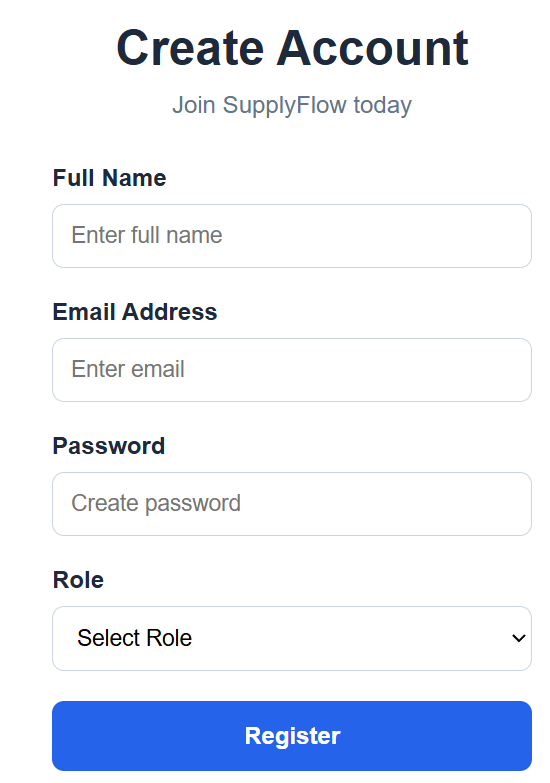 Create Account
Join SupplyFlow today
Full Name
Enter full name
Email Address
Enter email
Password
Create password
Role
Select Role
Register